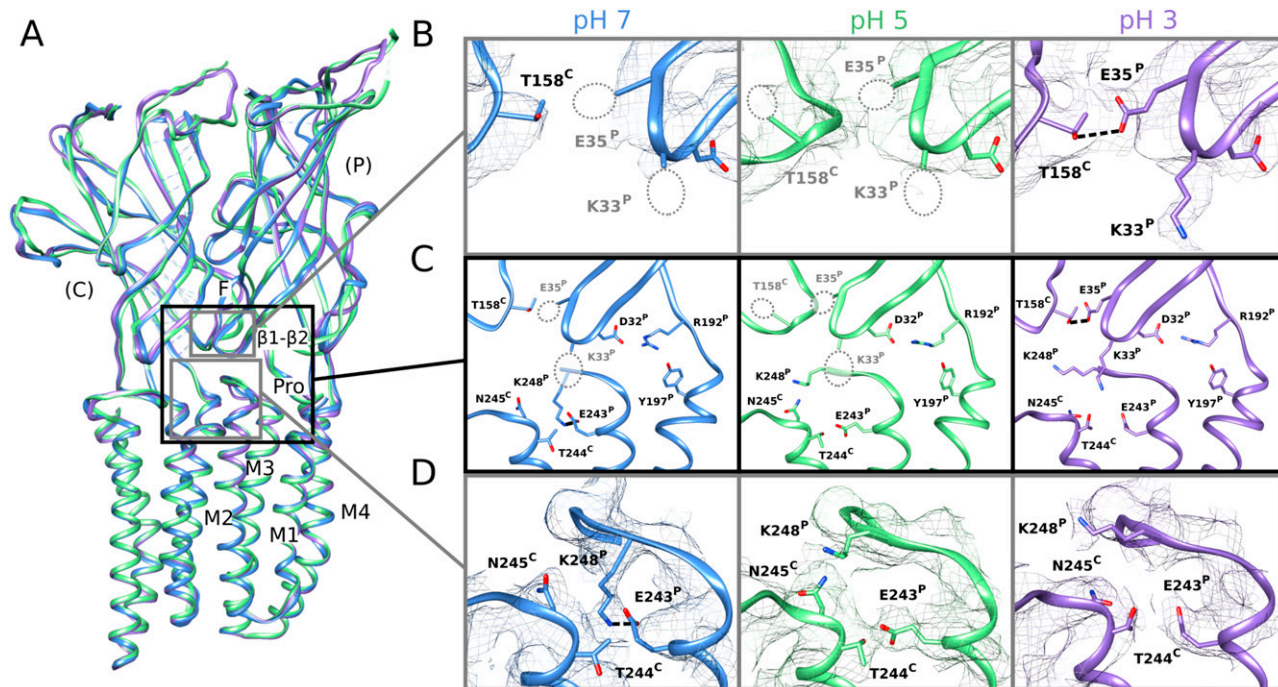 A
(P)
(C)
F
β1-β2
Pro
M3
M2
M4
M1
B
pH 7
pH 5
pH 3
T158ᶜ
E35ᴾ
K33ᴾ
E35ᴾ
T158ᶜ
K33ᴾ
E35ᴾ
T158ᶜ
K33ᴾ
C
T158ᶜ
E35ᴾ
D32ᴾ
R192ᴾ
K33ᴾ
K248ᴾ
N245ᶜ
E243ᴾ
Y197ᴾ
T244ᶜ
T158ᶜ
E35ᴾ
D32ᴾ
R192ᴾ
K33ᴾ
K248ᴾ
N245ᶜ
E243ᴾ
Y197ᴾ
T244ᶜ
T158ᶜ
E35ᴾ
D32ᴾ
R192ᴾ
K248ᴾ
K33ᴾ
N245ᶜ
E243ᴾ
Y197ᴾ
T244ᶜ
D
N245ᶜ
K248ᴾ
E243ᴾ
T244ᶜ
K248ᴾ
N245ᶜ
E243ᴾ
T244ᶜ
K248ᴾ
N245ᶜ
E243ᴾ
T244ᶜ